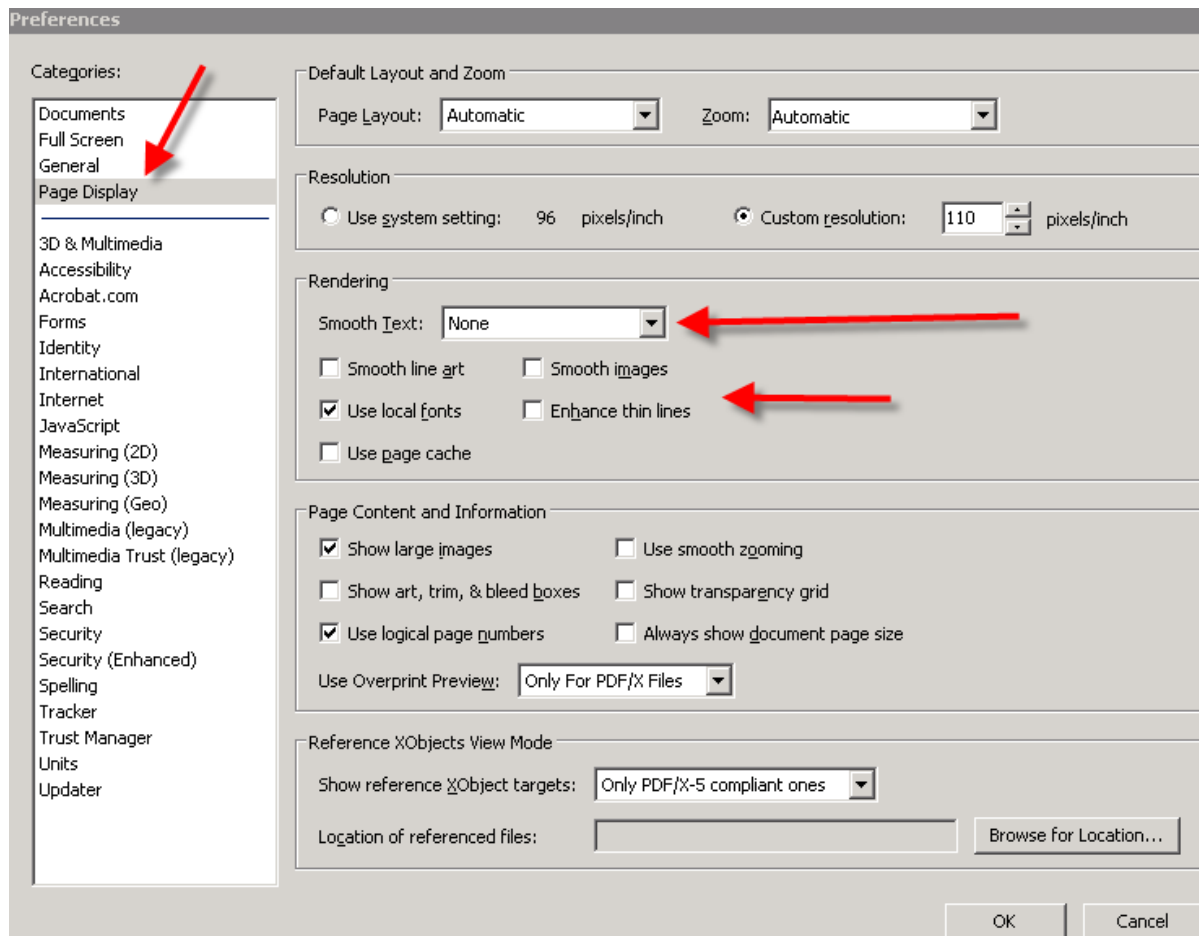 Preferences
Categories:
Documents
Full Screen
General
Page Display
3D & Multimedia
Accessibility
Acrobat.com
Forms
Identity
International
Internet
JavaScript
Measuring (2D)
Measuring (3D)
Measuring (Geo)
Multimedia (legacy)
Multimedia Trust (legacy)
Reading
Search
Security
Security (Enhanced)
Spelling
Tracker
Trust Manager
Units
Updater
Default Layout and Zoom
Page Layout: Automatic Zoom: Automatic
Resolution
Use system setting: 96 pixels/inch Custom resolution: 110 pixels/inch
Rendering
Smooth Text: None
Smooth line art Smooth images
Use local fonts Enhance thin lines
Use page cache
Page Content and Information
Show large images Use smooth zooming
Show art, trim, & bleed boxes Show transparency grid
Use logical page numbers Always show document page size
Use Overprint Preview: Only For PDF/X Files
Reference XObjects View Mode
Show reference XObject targets: Only PDF/X-5 compliant ones
Location of referenced files: Browse for Location...
OK Cancel